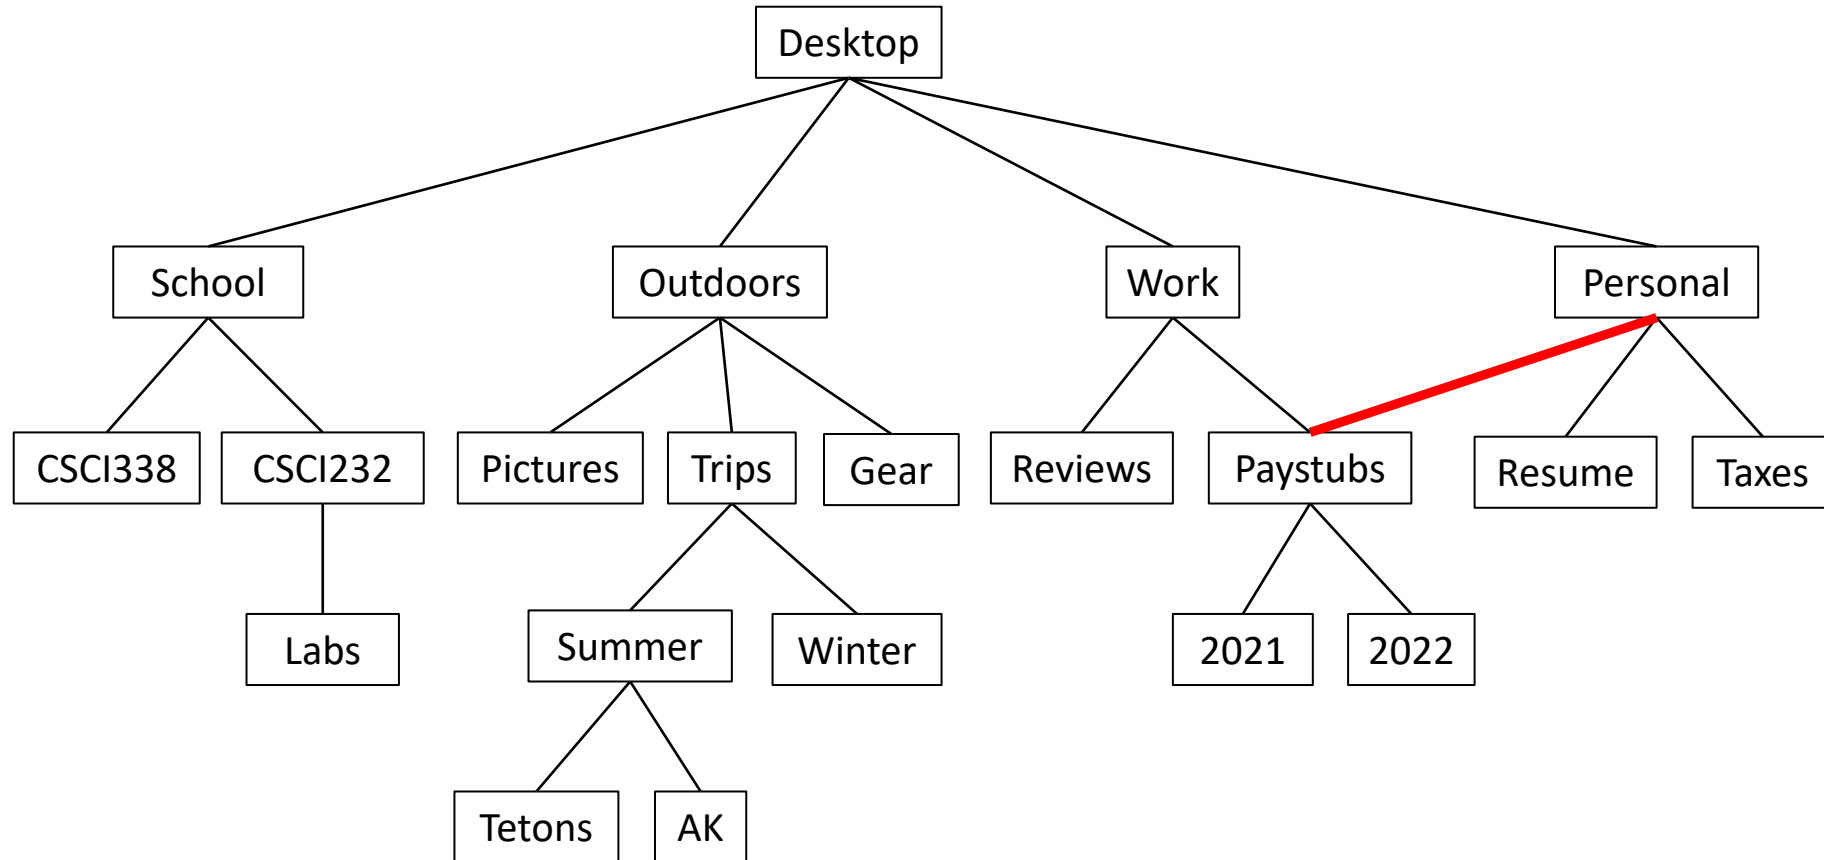 Desktop
School
Outdoors
Work
Personal
CSCI338
CSCI232
Pictures
Trips
Gear
Reviews
Paystubs
Resume
Taxes
Labs
Summer
Winter
2021
2022
Tetons
AK